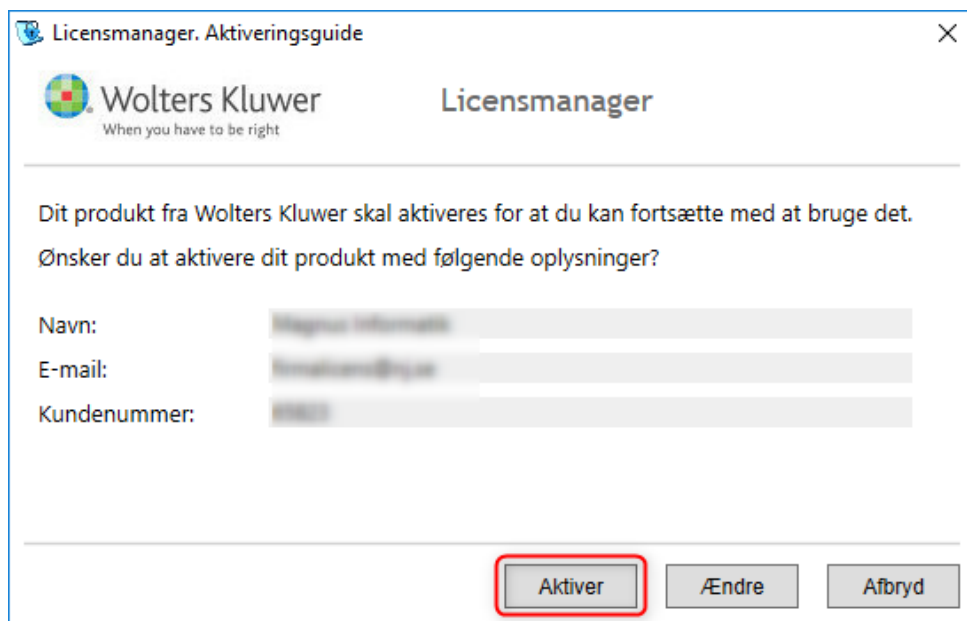 Licensmanager. Aktiveringsguide
Wolters Kluwer
When you have to be right
Licensmanager
Dit produkt fra Wolters Kluwer skal aktiveres for at du kan fortsætte med at bruge det.
Ønsker du at aktivere dit produkt med følgende oplysninger?
Navn:
E-mail:
Kundenummer:
Aktiver Ændre Afbryd